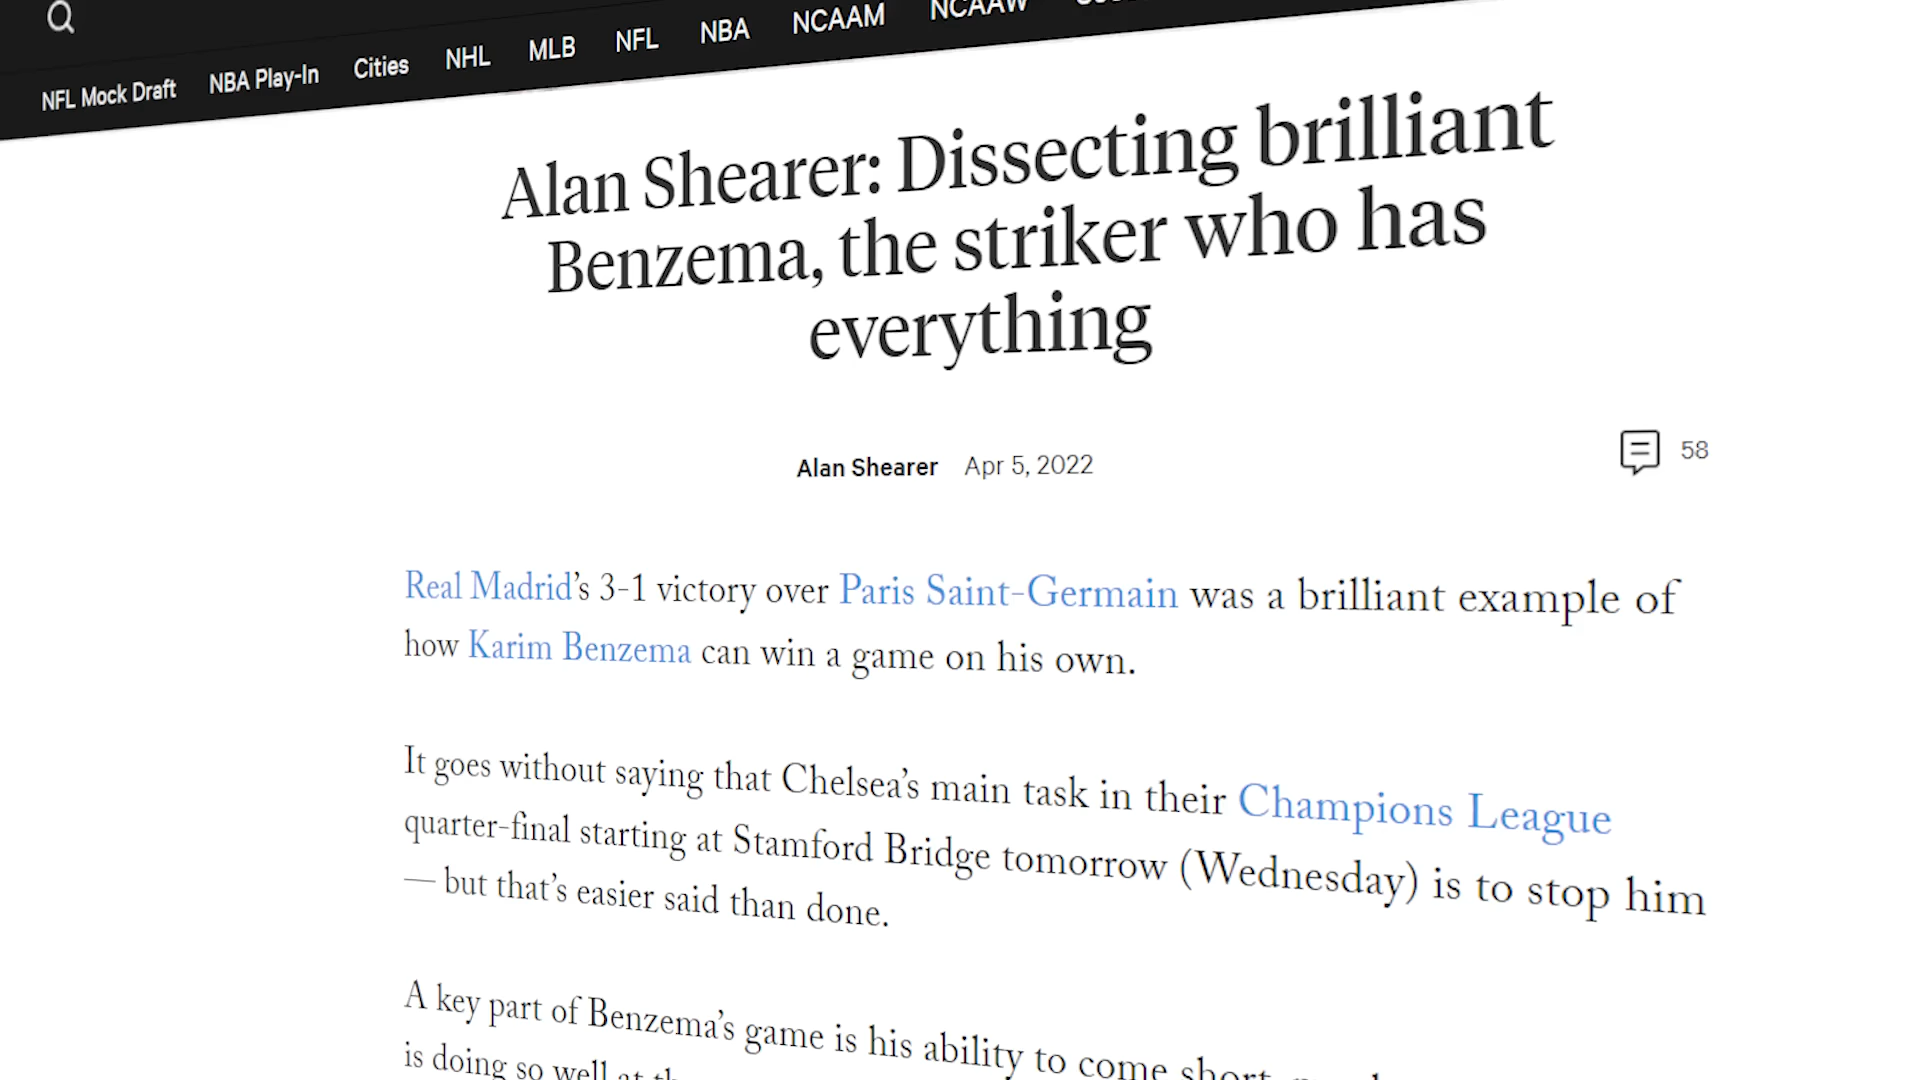 NFL Mock Draft NBA Play-In Cities NHL MLB NFL NBA NCAAM NCAAW
Alan Shearer: Dissecting brilliant
Benzema, the striker who has
everything
Alan Shearer Apr 5, 2022
58
Real Madrid’s 3-1 victory over Paris Saint-Germain was a brilliant example of
how Karim Benzema can win a game on his own.
It goes without saying that Chelsea’s main task in their Champions League
quarter-final starting at Stamford Bridge tomorrow (Wednesday) is to stop him
— but that’s easier said than done.
A key part of Benzema’s game is his ability to come short
is doing so well at